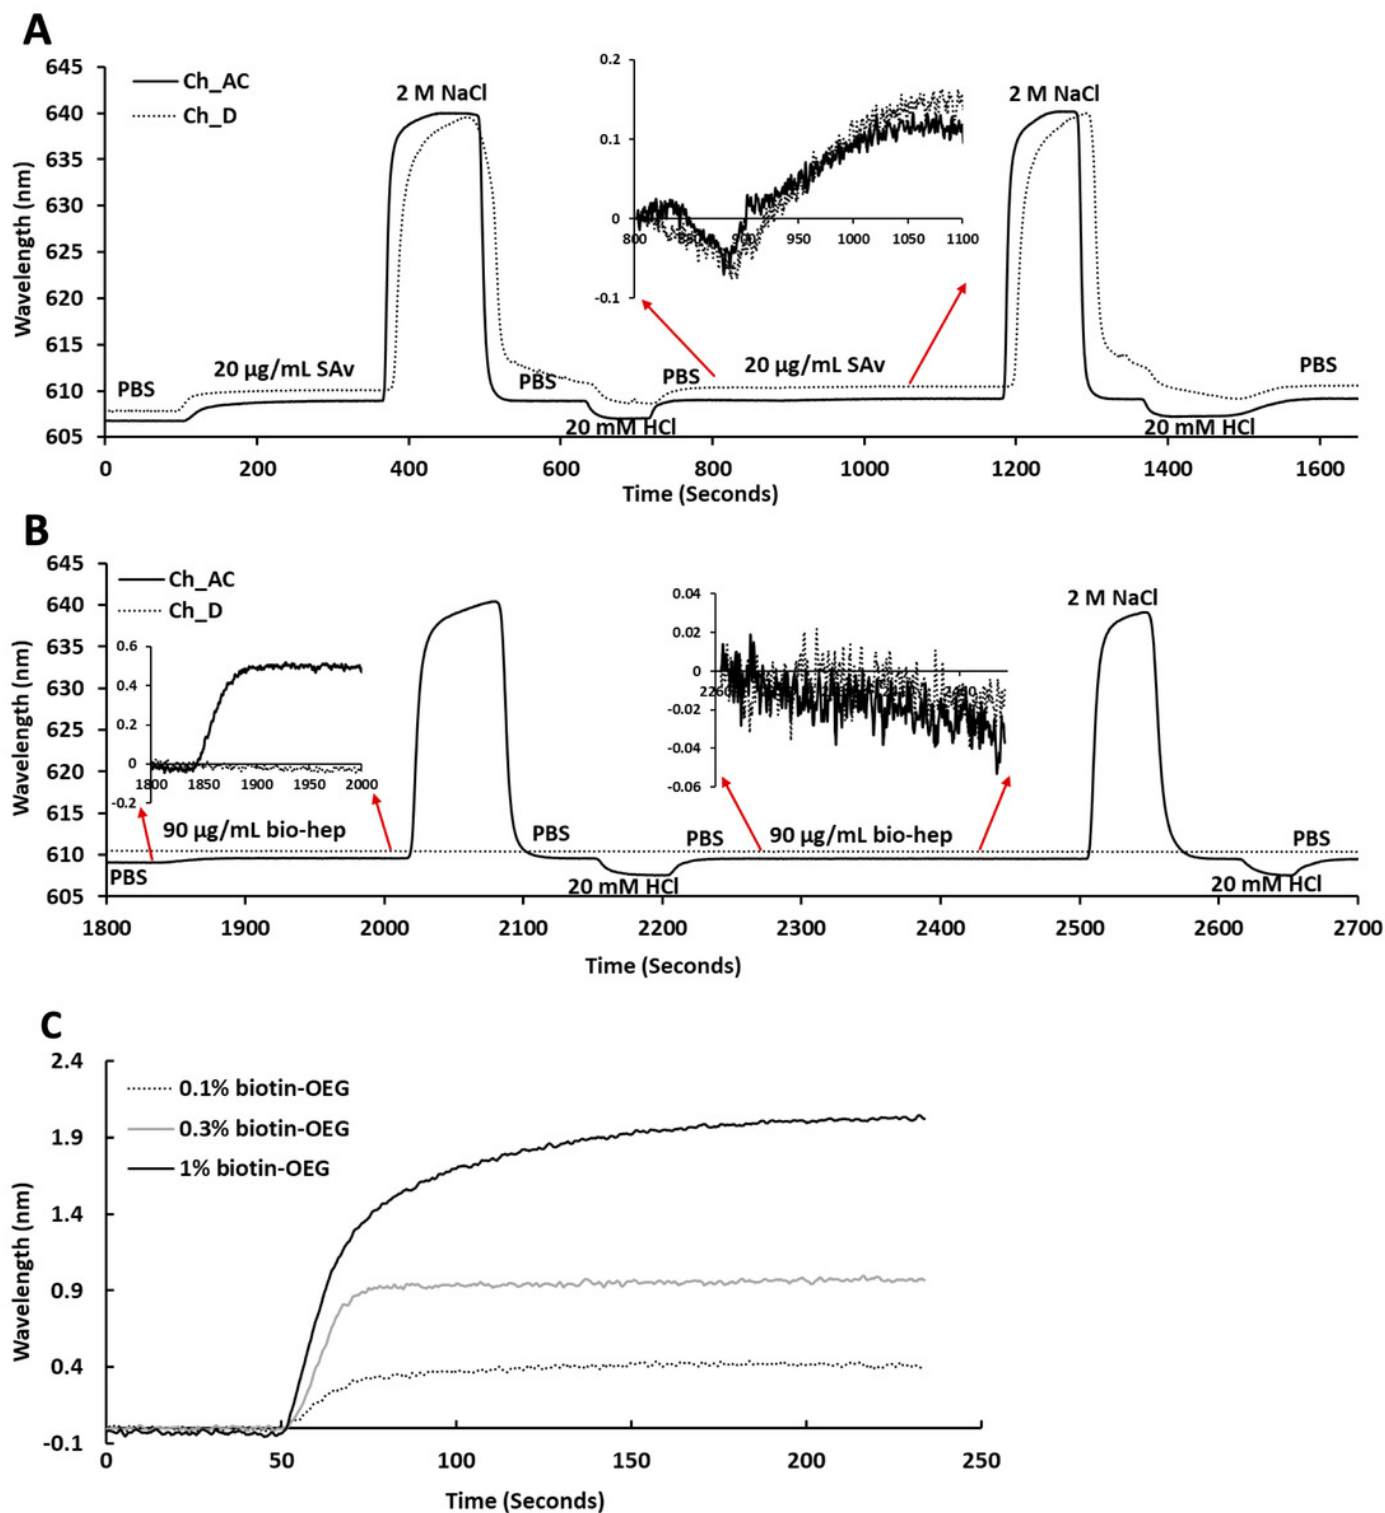 A
645
640
635
630
625
620
615
610
605
Wavelength (nm)
Ch_AC
Ch_D
2 M NaCl
2 M NaCl
0.2
0.1
0
-0.1
800
900
950
1000
1050
1100
PBS
20 µg/mL SAv
PBS
PBS
20 µg/mL SAv
PBS
20 mM HCl
20 mM HCl
0
200
400
600
800
1000
1200
1400
1600
Time (Seconds)
B
645
640
635
630
625
620
615
610
605
Wavelength (nm)
Ch_AC
Ch_D
0.6
0.4
0.2
0
-0.2
1800
1850
1900
1950
2000
0.04
0.02
0
-0.02
-0.04
-0.06
2260
2 M NaCl
90 µg/mL bio-hep
PBS
PBS
PBS
90 µg/mL bio-hep
PBS
20 mM HCl
20 mM HCl
1800
1900
2000
2100
2200
2300
2400
2500
2600
2700
Time (Seconds)
C
2.4
1.9
1.4
0.9
0.4
-0.1
Wavelength (nm)
0.1% biotin-OEG
0.3% biotin-OEG
1% biotin-OEG
0
50
100
150
200
250
Time (Seconds)